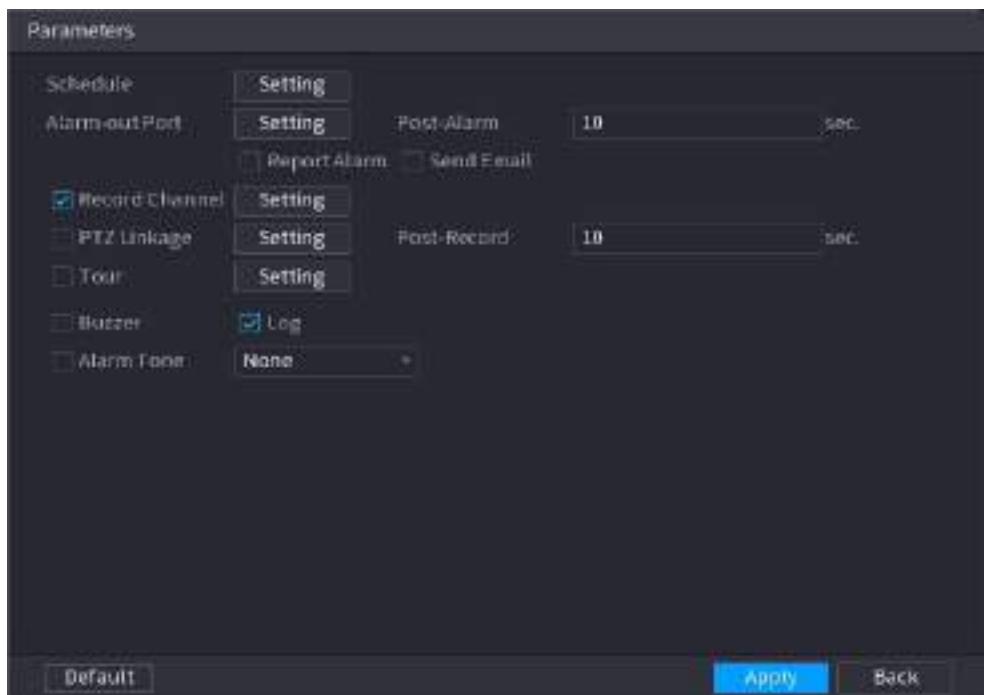 Parameters
Schedule Setting
Alarm-out Port Setting Post-Alarm 10 sec.
Report Alarm Send Email
Record Channel Setting
PTZ Linkage Setting Post-Record 10 sec.
Tour Setting
Buzzer Log
Alarm Tone None
Default Apply Back